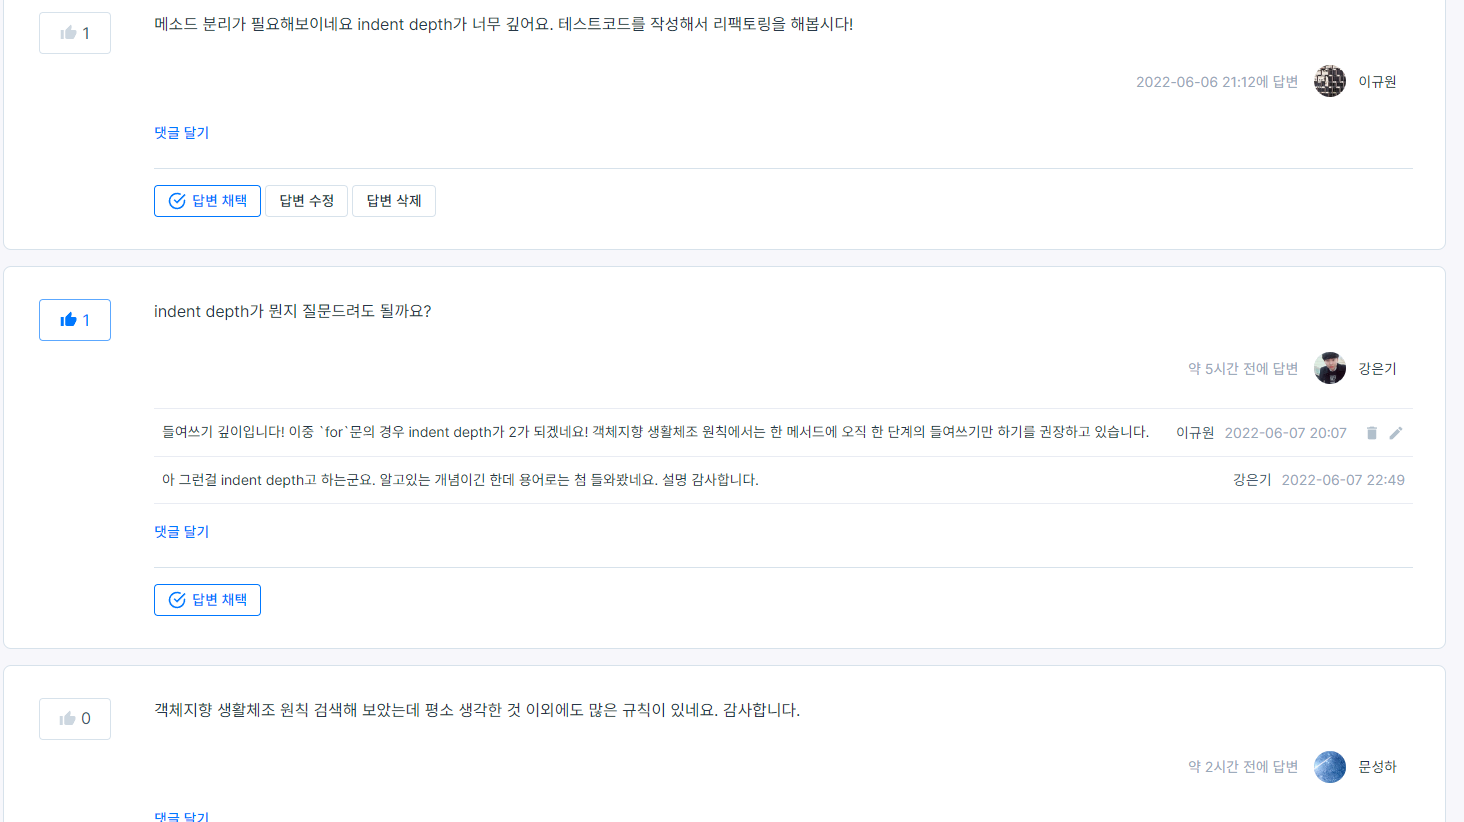 1
메소드 분리가 필요해보이네요 indent depth가 너무 깊어요. 테스트코드를 작성해서 리팩토링을 해봅시다!
2022-06-06 21:12에 답변 이규원
댓글 달기
답변 채택 답변 수정 답변 삭제
1
indent depth가 뭔지 질문드려도 될까요?
약 5시간 전에 답변 강은기
들여쓰기 깊이입니다! 이중 `for`문의 경우 indent depth가 2가 되겠네요! 객체지향 생활체조 원칙에서는 한 메서드에 오직 한 단계의 들여쓰기만 하기를 권장하고 있습니다. 이규원 2022-06-07 20:07
아 그런걸 indent depth고 하는군요. 알고있는 개념이긴 한데 용어로는 첨 들와봤네요. 설명 감사합니다. 강은기 2022-06-07 22:49
댓글 달기
답변 채택
0
객체지향 생활체조 원칙 검색해 보았는데 평소 생각한 것 이외에도 많은 규칙이 있네요. 감사합니다.
약 2시간 전에 답변 문성하
댓글 달기